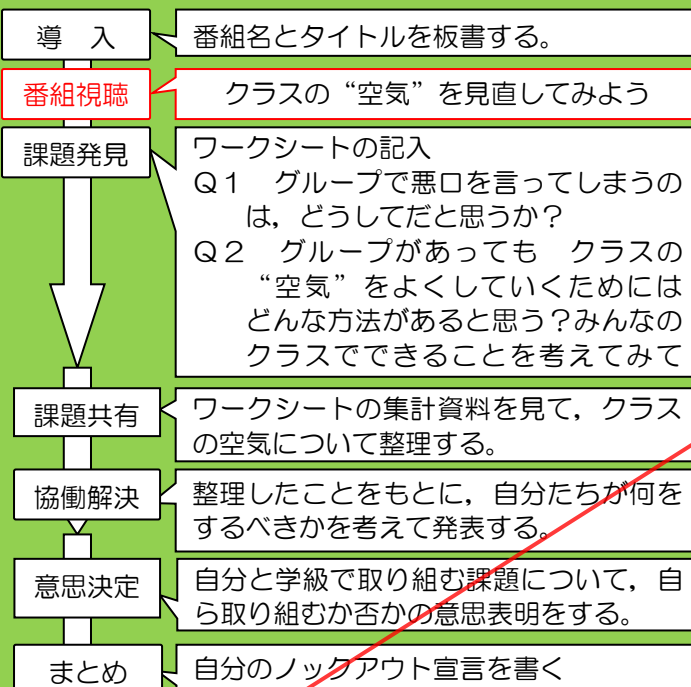 導　入
番組名とタイトルを板書する。
番組視聴
クラスの“空気”を見直してみよう
課題発見
ワークシートの記入
Q１　グループで悪口を言ってしまうの
は，どうしてだと思うか？
Q２　グループがあっても　クラスの
“空気”をよくしていくためには
どんな方法があると思う？みんなの
クラスでできることを考えてみて
課題共有
ワークシートの集計資料を見て，クラス
の空気について整理する。
協働解決
整理したことをもとに，自分たちが何を
するべきかを考えて発表する。
意思決定
自分と学級で取り組む課題について，自
ら取り組むか否かの意思表明をする。
まとめ
自分のノックアウト宣言を書く